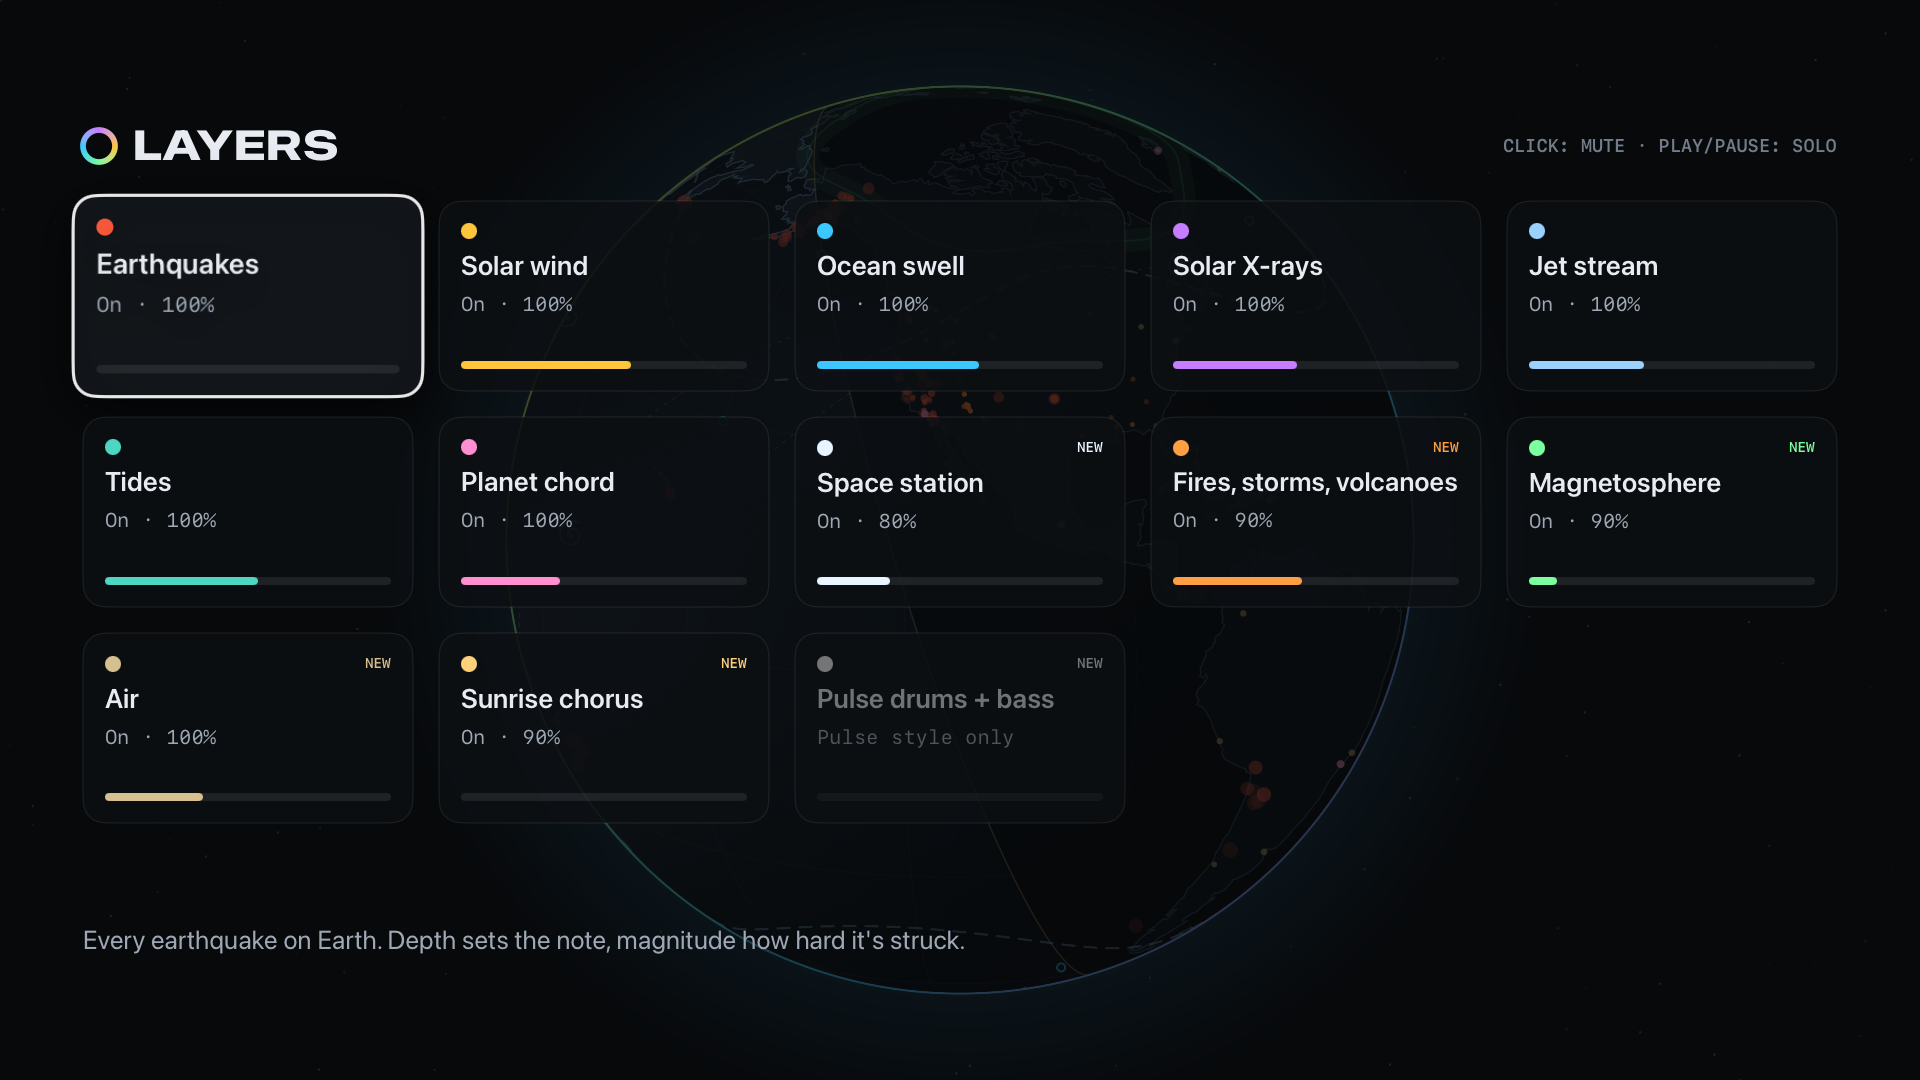 LAYERS
CLICK: MUTE · PLAY/PAUSE: SOLO
Earthquakes
On · 100%
Solar wind
On · 100%
Ocean swell
On · 100%
Solar X-rays
On · 100%
Jet stream
On · 100%
Tides
On · 100%
Planet chord
On · 100%
NEW
Space station
On · 80%
NEW
Fires, storms, volcanoes
On · 90%
NEW
Magnetosphere
On · 90%
NEW
Air
On · 100%
NEW
Sunrise chorus
On · 90%
NEW
Pulse drums + bass
Pulse style only
Every earthquake on Earth. Depth sets the note, magnitude how hard it's struck.